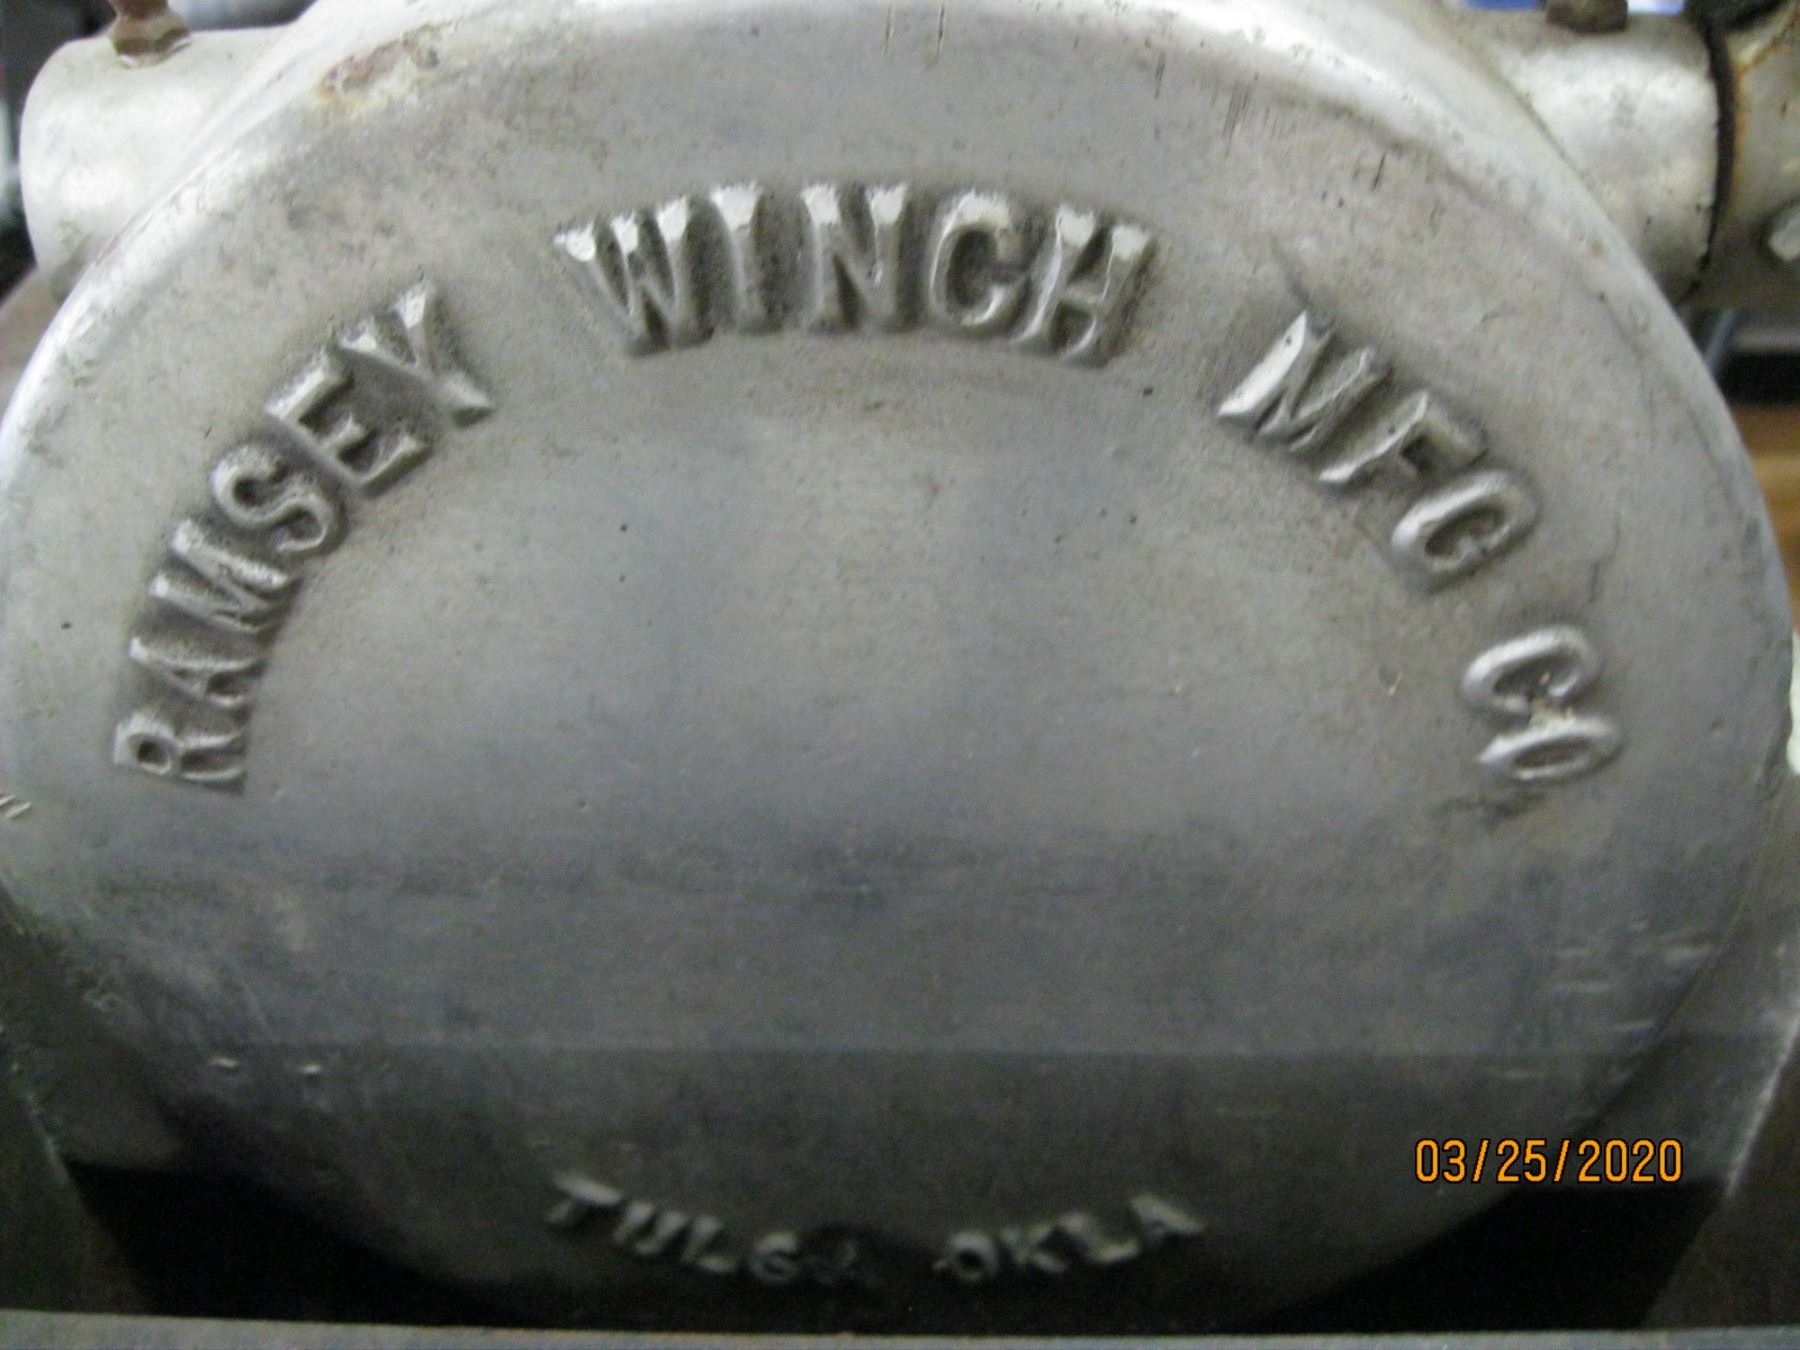 RAMSEY WINCH MFG CO
TULSA OKLA
03/25/2020